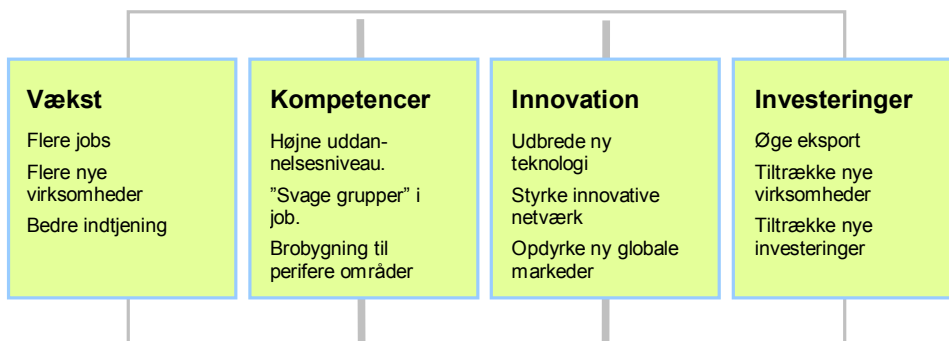 Vækst
Flere jobs
Flere nye
virksomheder
Bedre indtjening
Kompetencer
Højne uddan-
nelsesniveau.
”Svage grupper” i
job.
Brobygning til
perifere områder
Innovation
Udbrede ny
teknologi
Styrke innovative
netværk
Opdyrke ny globale
markeder
Investeringer
Øge eksport
Tiltrække nye
virksomheder
Tiltrække nye
investeringer